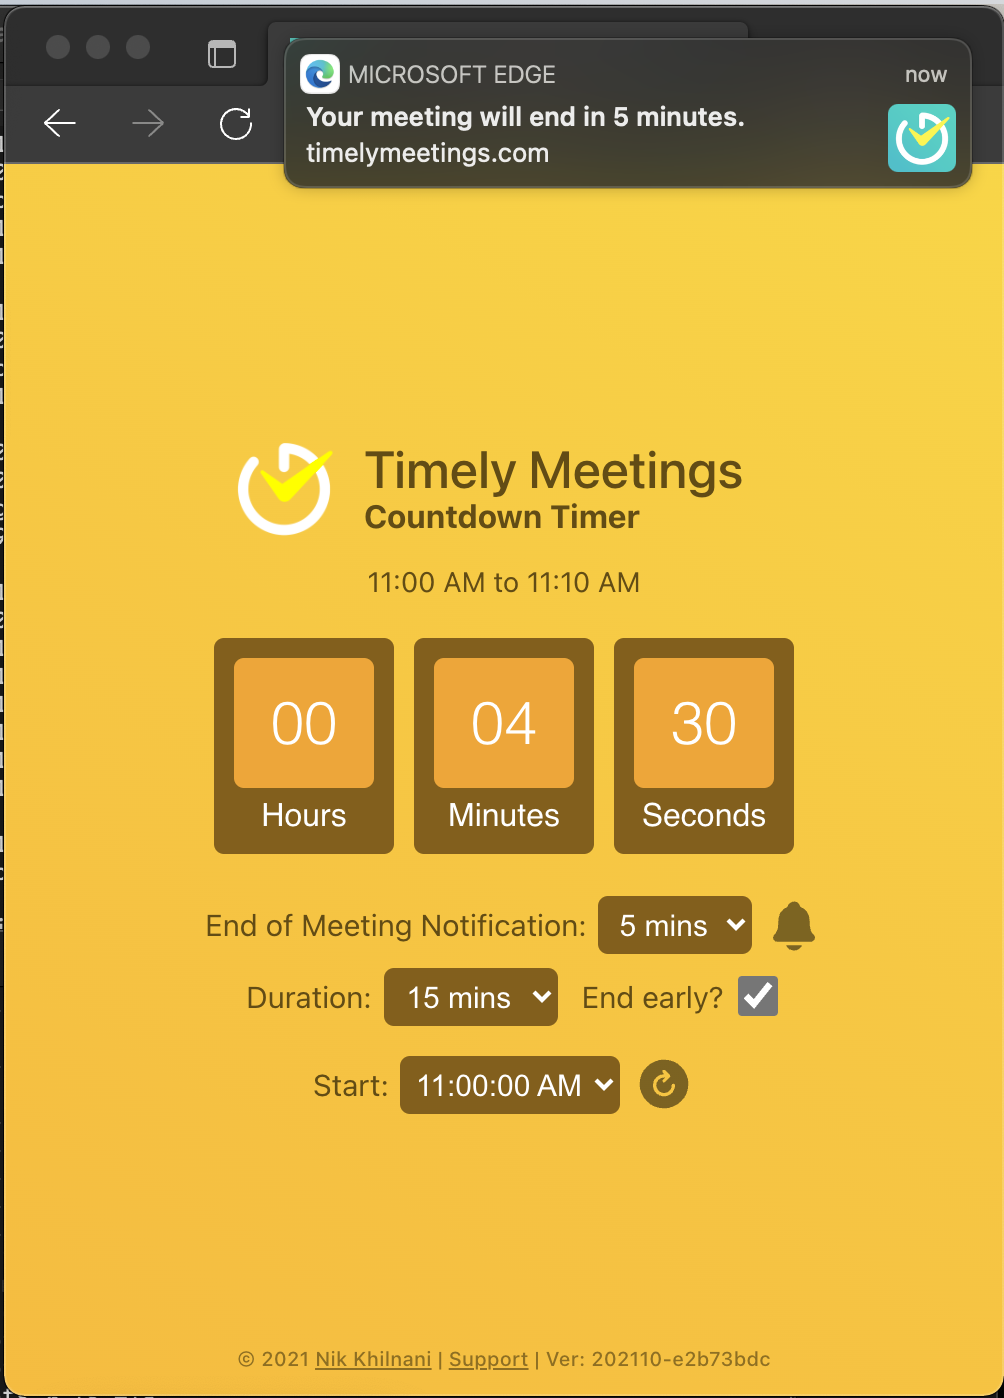 MICROSOFT EDGE now
Your meeting will end in 5 minutes.
timelymeetings.com
Timely Meetings
Countdown Timer
11:00 AM to 11:10 AM
00 04 30
Hours Minutes Seconds
End of Meeting Notification: 5 mins
Duration: 15 mins End early?
Start: 11:00:00 AM
© 2021 Nik Khilnani | Support | Ver: 202110-e2b73bdc